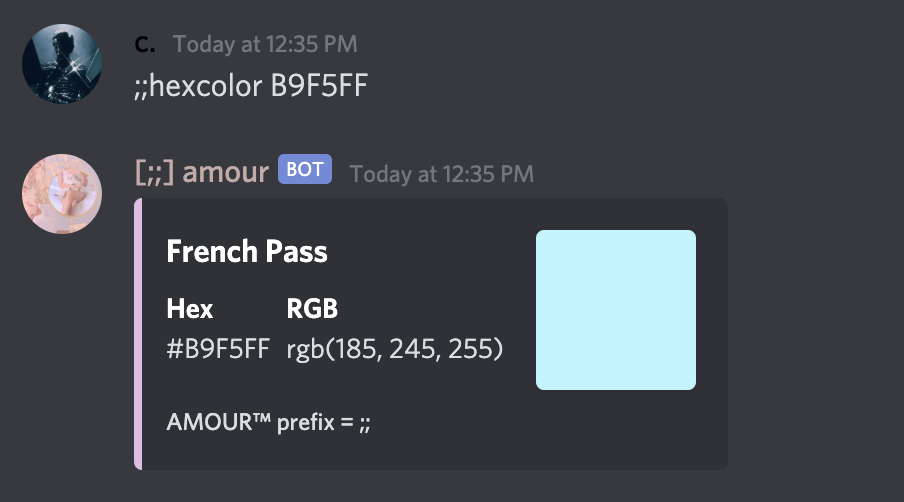 C. Today at 12:35 PM
;;hexcolor B9F5FF
[;;] amour BOT Today at 12:35 PM
French Pass
Hex RGB
#B9F5FF rgb(185, 245, 255)
AMOUR™ prefix = ;;